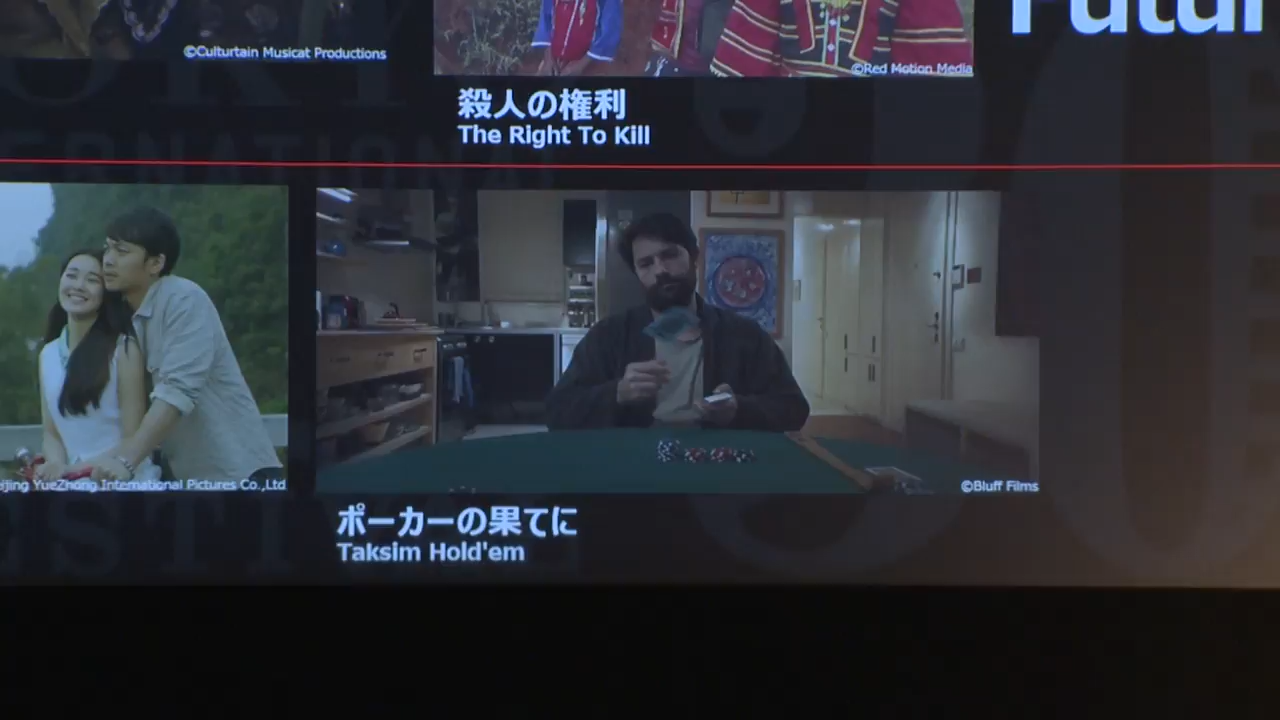 ©Culturtain Musicat Productions
©Red Motion Media
殺人の権利
The Right To Kill
YueZhong International Pictures Co.,Ltd
©Bluff Films
ポーカーの果てに
Taksim Hold'em